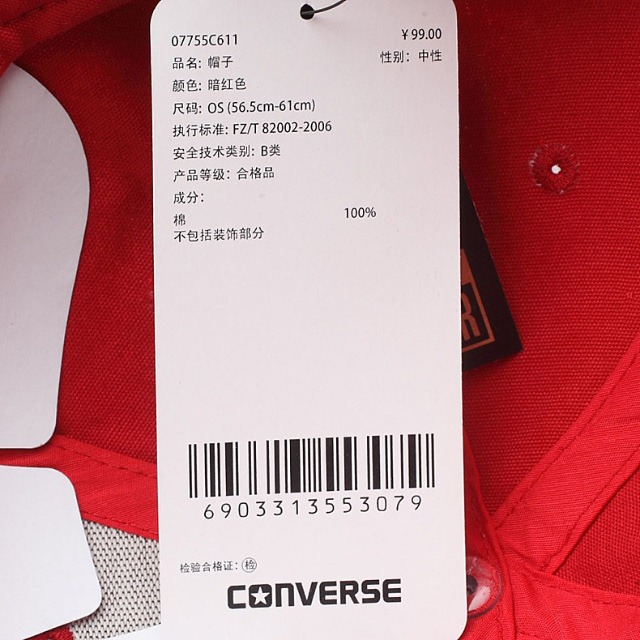 07755C611 ￥99.00
品名: 帽子 性别: 中性
颜色: 暗红色
尺码: OS (56.5cm-61cm)
执行标准: FZ/T 82002-2006
安全技术类别: B类
产品等级: 合格品
成分:
棉 100%
不包括装饰部分
6903313553079
检验合格证: 检
CONVERSE